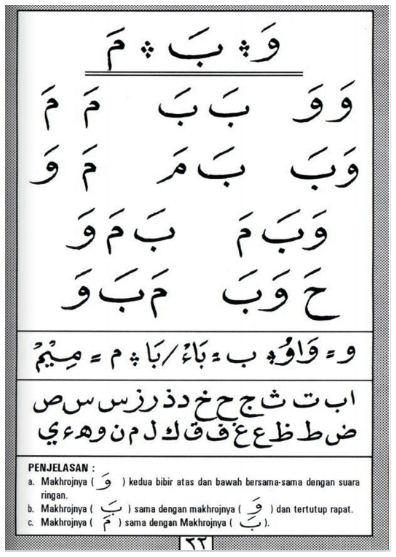 وَ ؞ بَ ؞ مَ
وَ وَ بَ بَ مَ مَ
وَ بَ بَ مَ مَ وَ
وَ بَ مَ بَ مَ وَ
حَ وَ بَ مَ بَ وَ
و = وَاوُ ؞ ب = بَاءْ / بَا ؞ م = مِيْمْ
ا ب ت ث ج ح خ د ذ ر ز س س ص
ض ط ظ ع غ ف ق ك ل م ن و ه ء ي
PENJELASAN :
a. Makhrojnya ( وَ ) kedua bibir atas dan bawah bersama-sama dengan suara
ringan.
b. Makhrojnya ( بَ ) sama dengan makhrojnya ( وَ ) dan tertutup rapat.
c. Makhrojnya ( مَ ) sama dengan Makhrojnya ( بَ ).
٢٢